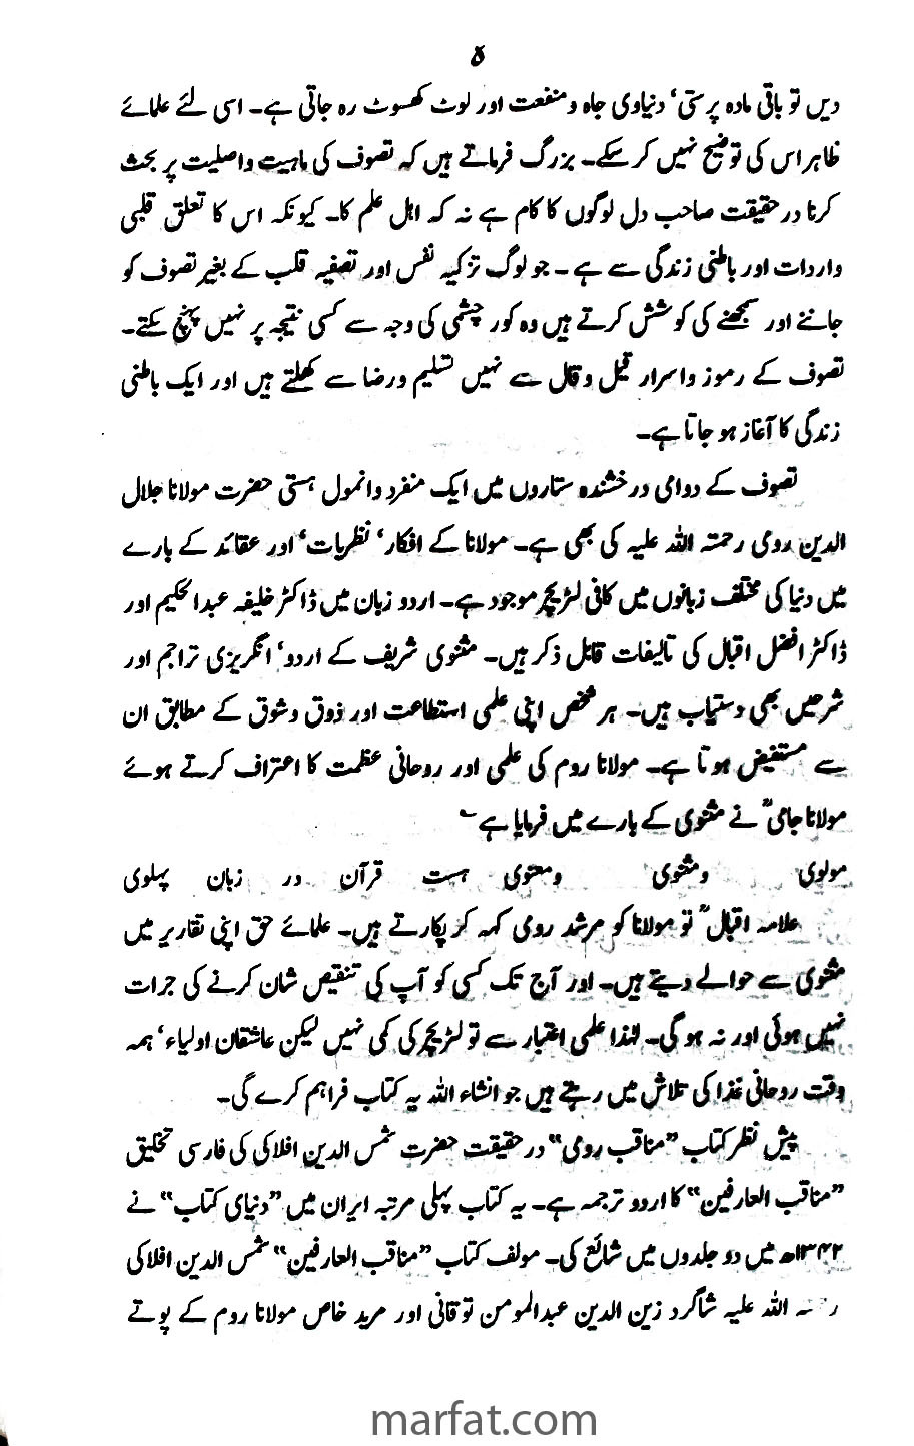 ۵
دیں تو باقی مادہ پرستی‘ دنیاوی جاہ و منفعت اور لوٹ کھسوٹ رہ جاتی ہے۔ اسی لئے علمائے
ظاہر اس کی توضیح نہیں کر سکے۔ بزرگ فرماتے ہیں کہ تصوف کی ماہیت و اصلیت پر بحث
کرنا در حقیقت صاحب دل لوگوں کا کام ہے نہ کہ اہل علم کا۔ کیونکہ اس کا تعلق قلبی
واردات اور باطنی زندگی سے ہے۔ جو لوگ تزکیہ نفس اور تصفیہ قلب کے بغیر تصوف کو
جاننے اور سمجھنے کی کوشش کرتے ہیں وہ کور چشمی کی وجہ سے کسی نتیجہ پر نہیں پہنچ سکتے۔
تصوف کے رموز و اسرار قیل و قال سے نہیں تسلیم و رضا سے کھلتے ہیں اور ایک باطنی
زندگی کا آغاز ہو جاتا ہے۔
تصوف کے دوامی درخشندہ ستاروں میں ایک منفرد و انمول ہستی حضرت مولانا جلال
الدین رومی رحمتہ اللہ علیہ کی بھی ہے۔ مولانا کے افکار‘ نظریات‘ اور عقائد کے بارے
میں دنیا کی مختلف زبانوں میں کافی لٹریچر موجود ہے۔ اردو زبان میں ڈاکٹر خلیفہ عبدالحکیم اور
ڈاکٹر افضل اقبال کی تالیفات قابل ذکر ہیں۔ مثنوی شریف کے اردو‘ انگریزی تراجم اور
شرحیں بھی دستیاب ہیں۔ ہر شخص اپنی علمی استطاعت اور ذوق و شوق کے مطابق ان
سے مستفیض ہوتا ہے۔ مولانا روم کی علمی اور روحانی عظمت کا اعتراف کرتے ہوئے
مولانا جامیؒ نے مثنوی کے بارے میں فرمایا ہے ؎
مولوی و مثنوی و معنوی ہست قرآن در زبان پہلوی
علامہ اقبالؒ تو مولانا کو مرشد رومی کہہ کر پکارتے ہیں۔ علمائے حق اپنی تقاریر میں
مثنوی سے حوالے دیتے ہیں۔ اور آج تک کسی کو آپ کی تنقیص شان کرنے کی جرات
نہیں ہوئی اور نہ ہو گی۔ لہٰذا علمی اعتبار سے تو لٹریچر کی کمی نہیں لیکن عاشقان اولیاء‘ ہمہ
وقت روحانی غذا کی تلاش میں رہتے ہیں جو انشاء اللہ یہ کتاب فراہم کرے گی۔
پیش نظر کتاب ”مناقب رومی“ در حقیقت حضرت شمس الدین افلاکی کی فارسی تخلیق
”مناقب العارفین“ کا اردو ترجمہ ہے۔ یہ کتاب پہلی مرتبہ ایران میں ”دنیای کتاب“ نے
۱۳۴۲ھ میں دو جلدوں میں شائع کی۔ مولف کتاب ”مناقب العارفین“ شمس الدین افلاکی
اللہ علیہ شاگرد زین الدین عبدالمومن توقاتی اور مرید خاص مولانا روم کے پوتے
marfat.com